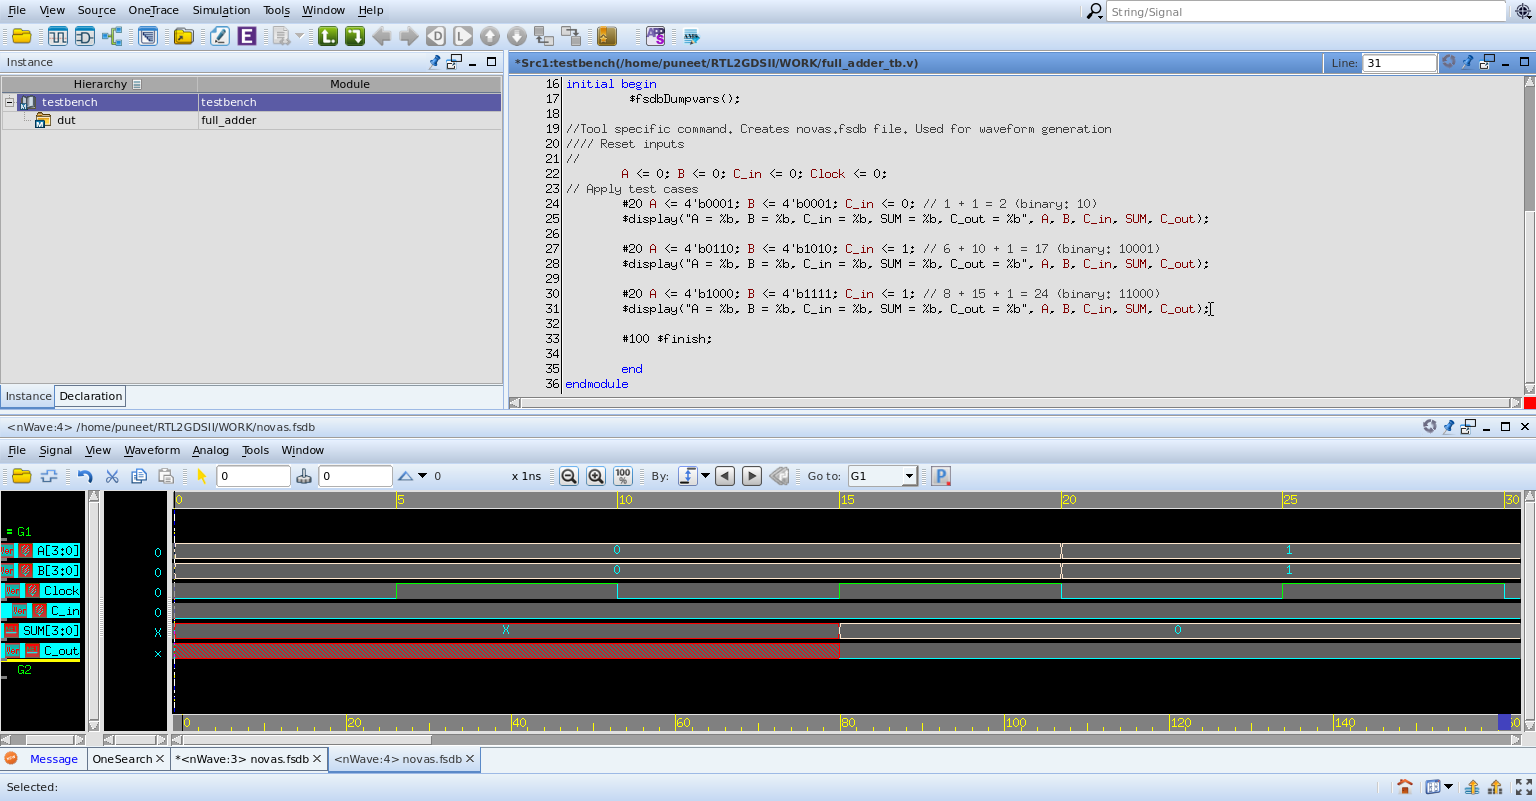 File View Source OneTrace Simulation Tools Window Help String/Signal
Instance
*Src1:testbench(/home/puneet/RTL2GDSII/WORK/full_adder_tb.v) Line: 31
Hierarchy Module
testbench testbench
dut full_adder
16 initial begin
17 $fsdbDumpvars();
18
19 //Tool specific command. Creates novas.fsdb file. Used for waveform generation
20 //// Reset inputs
21 //
22 A <= 0; B <= 0; C_in <= 0; Clock <= 0;
23 // Apply test cases
24 #20 A <= 4'b0001; B <= 4'b0001; C_in <= 0; // 1 + 1 = 2 (binary: 10)
25 $display("A = %b, B = %b, C_in = %b, SUM = %b, C_out = %b", A, B, C_in, SUM, C_out);
26
27 #20 A <= 4'b0110; B <= 4'b1010; C_in <= 1; // 6 + 10 + 1 = 17 (binary: 10001)
28 $display("A = %b, B = %b, C_in = %b, SUM = %b, C_out = %b", A, B, C_in, SUM, C_out);
29
30 #20 A <= 4'b1000; B <= 4'b1111; C_in <= 1; // 8 + 15 + 1 = 24 (binary: 11000)
31 $display("A = %b, B = %b, C_in = %b, SUM = %b, C_out = %b", A, B, C_in, SUM, C_out);
32
33 #100 $finish;
34
35 end
36 endmodule
Instance Declaration
<nWave:4> /home/puneet/RTL2GDSII/WORK/novas.fsdb
File Signal View Waveform Analog Tools Window
0 0 0 x 1ns 100 % By: Go to: G1
0 5 10 15 20 25 30
= G1
A[3:0] 0 0 1
B[3:0] 0 0 1
Clock 0
C_in 0
SUM[3:0] X X 0
C_out x
G2
0 20 40 60 80 100 120 140
Message OneSearch *<nWave:3> novas.fsdb <nWave:4> novas.fsdb
Selected: